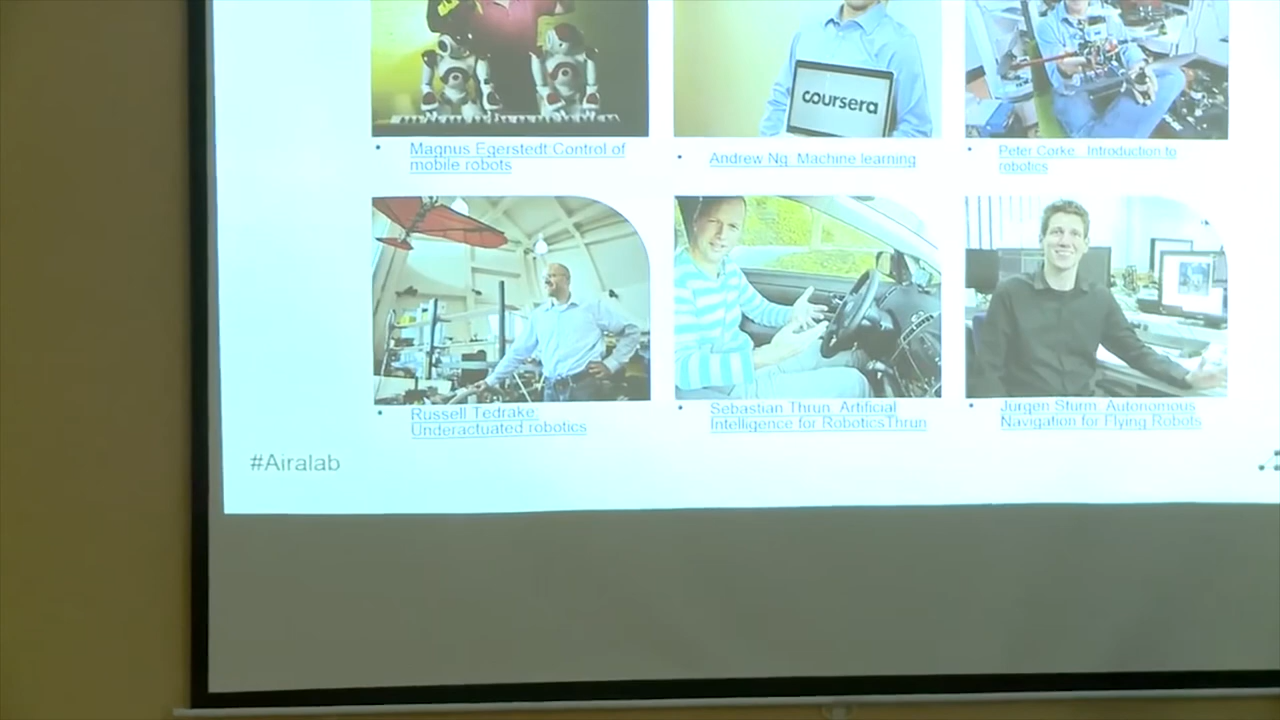 coursera
Magnus Egerstedt:Control of
mobile robots
Andrew Ng: Machine learning
Peter Corke: Introduction to
robotics
Russell Tedrake:
Underactuated robotics
Sebastian Thrun: Artificial
Intelligence for RoboticsThrun
Jurgen Sturm: Autonomous
Navigation for Flying Robots
#Airalab